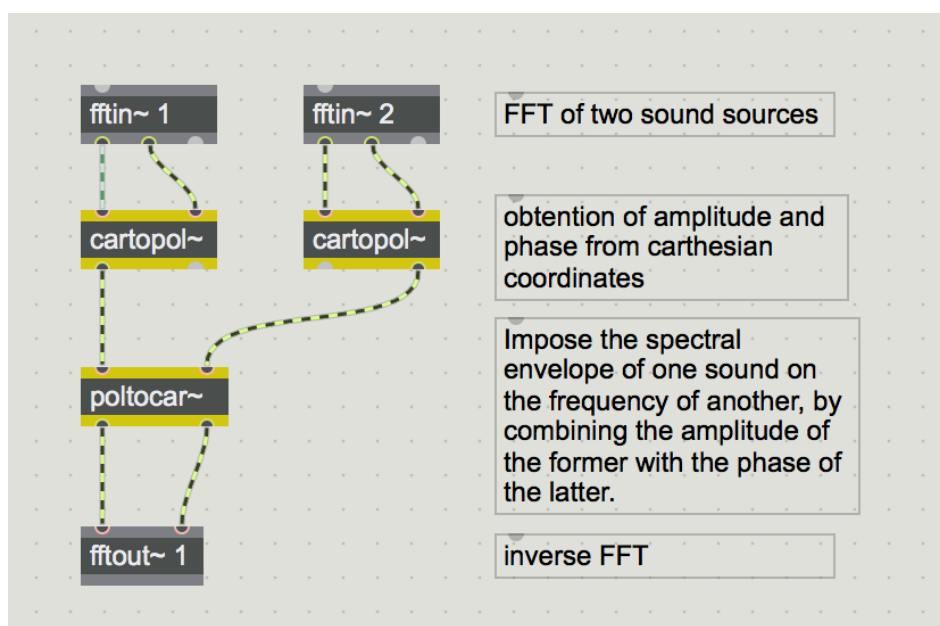 fftin~ 1
fftin~ 2
FFT of two sound sources
cartopol~
cartopol~
obtention of amplitude and
phase from carthesian
coordinates
poltocar~
Impose the spectral
envelope of one sound on
the frequency of another, by
combining the amplitude of
the former with the phase of
the latter.
fftout~ 1
inverse FFT